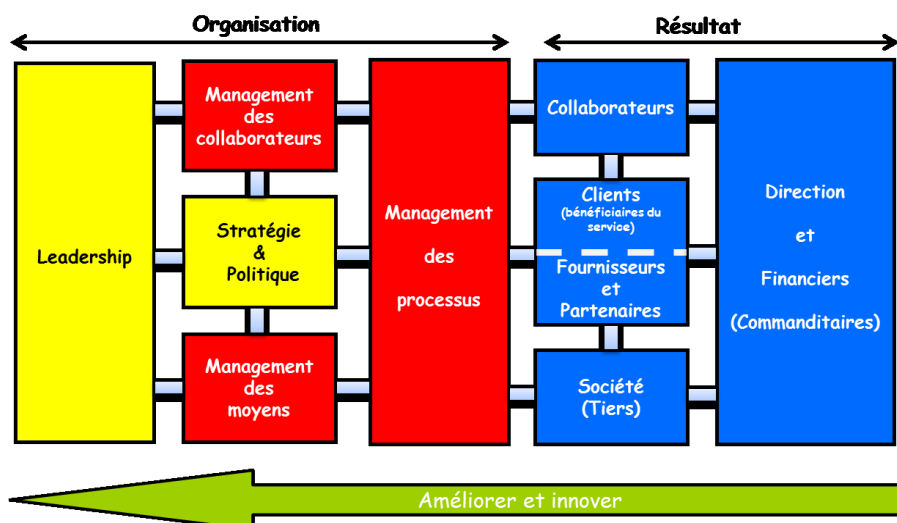 Organisation
Résultat
Leadership
Management
des
collaborateurs
Stratégie
&
Politique
Management
des
moyens
Management
des
processus
Collaborateurs
Clients
(bénéficiaires du
service)
Fournisseurs
et
Partenaires
Société
(Tiers)
Direction
et
Financiers
(Commanditaires)
Améliorer et innover